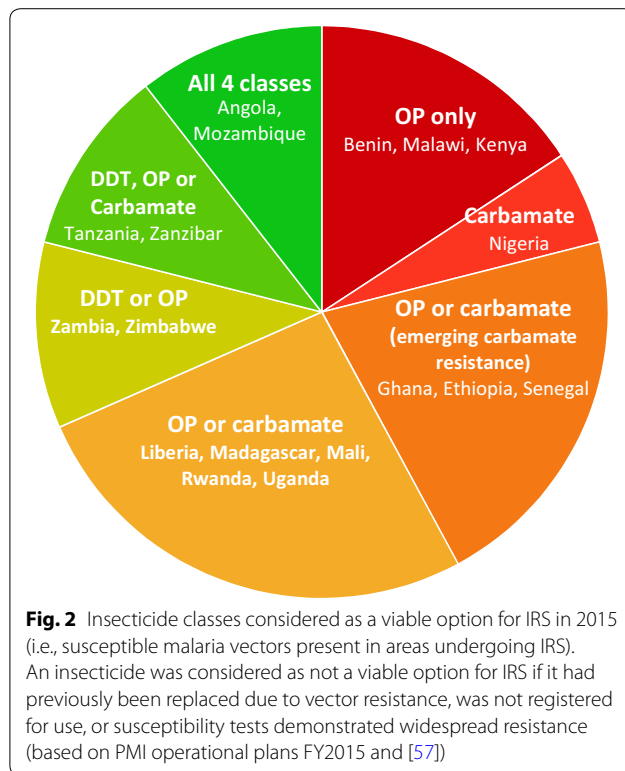 All 4 classes
Angola,
Mozambique
OP only
Benin, Malawi, Kenya
DDT, OP or
Carbamate
Tanzania, Zanzibar
Carbamate
Nigeria
DDT or OP
Zambia, Zimbabwe
OP or carbamate
(emerging carbamate
resistance)
Ghana, Ethiopia, Senegal
OP or carbamate
Liberia, Madagascar, Mali,
Rwanda, Uganda
Fig. 2 Insecticide classes considered as a viable option for IRS in 2015
(i.e., susceptible malaria vectors present in areas undergoing IRS).
An insecticide was considered as not a viable option for IRS if it had
previously been replaced due to vector resistance, was not registered
for use, or susceptibility tests demonstrated widespread resistance
(based on PMI operational plans FY2015 and [57])